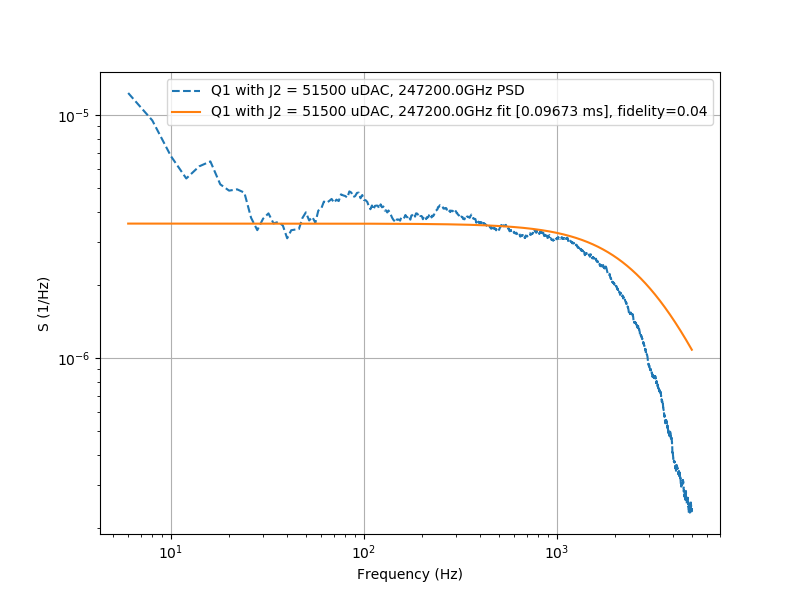 Q1 with J2 = 51500 uDAC, 247200.0GHz PSD
Q1 with J2 = 51500 uDAC, 247200.0GHz fit [0.09673 ms], fidelity=0.04
S (1/Hz)
10⁻⁵
10⁻⁶
10¹
10²
10³
Frequency (Hz)